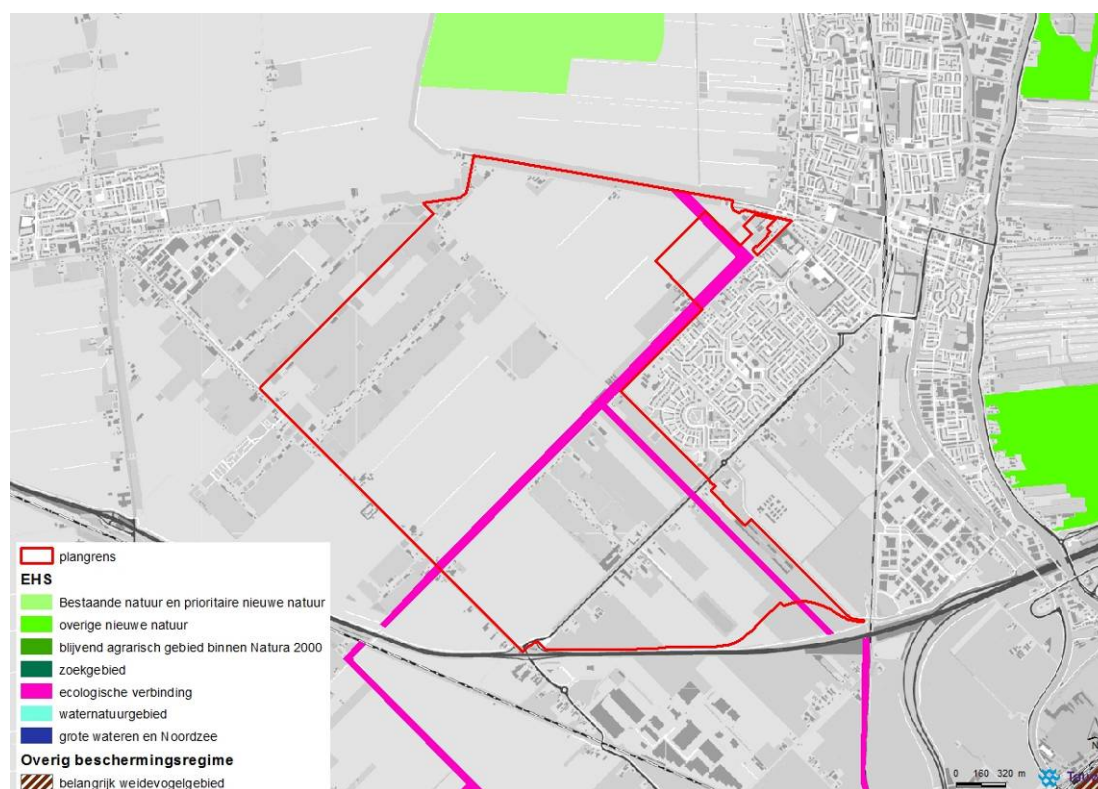 plangrens
EHS
Bestaande natuur en prioritaire nieuwe natuur
overige nieuwe natuur
blijvend agrarisch gebied binnen Natura 2000
zoekgebied
ecologische verbinding
waternatuurgebied
grote wateren en Noordzee
Overig beschermingsregime
belangrijk weidevogelgebied
N
0 160 320 m